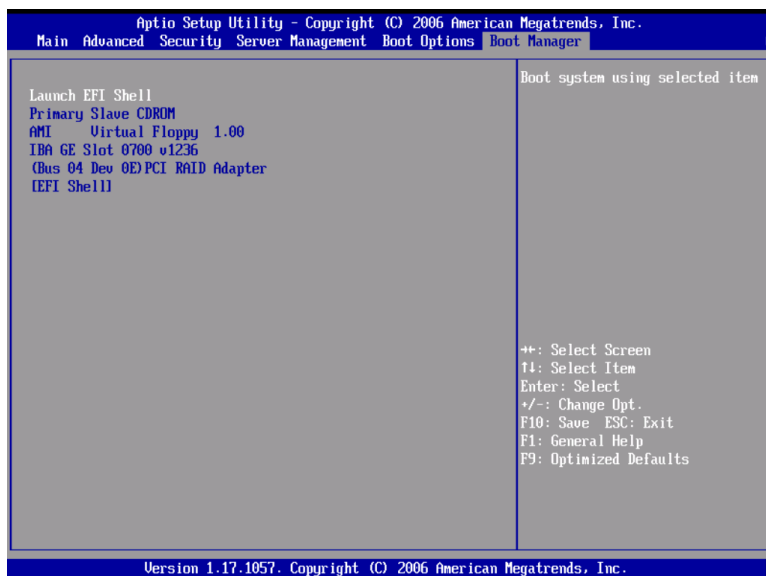 Aptio Setup Utility - Copyright (C) 2006 American Megatrends, Inc.
Main Advanced Security Server Management Boot Options Boot Manager
Boot system using selected item
Launch EFI Shell
Primary Slave CDROM
AMI Virtual Floppy 1.00
IBA GE Slot 0700 v1236
(Bus 04 Dev 0E)PCI RAID Adapter
[EFI Shell]
→←: Select Screen
↑↓: Select Item
Enter: Select
+/-: Change Opt.
F10: Save ESC: Exit
F1: General Help
F9: Optimized Defaults
Version 1.17.1057. Copyright (C) 2006 American Megatrends, Inc.